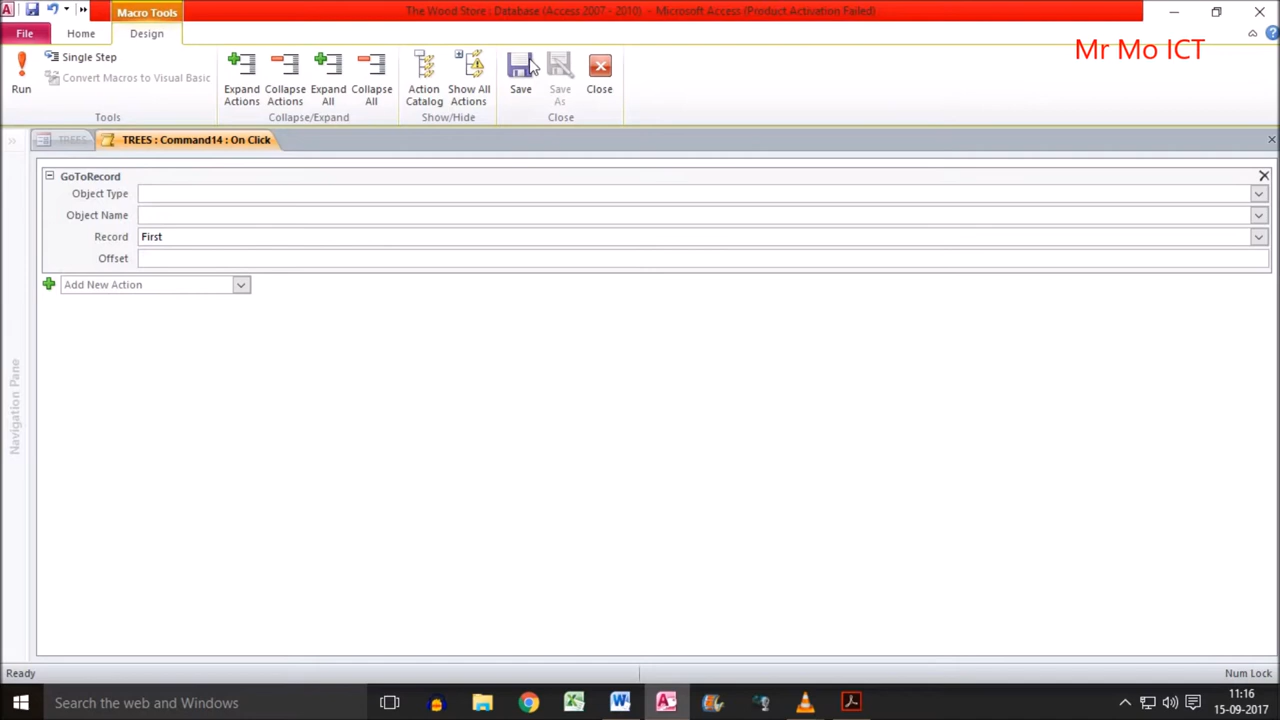 Macro Tools
The Wood Store : Database (Access 2007 - 2010) – Microsoft Access (Product Activation Failed)
File
Home
Design
Mr Mo ICT
Run
Single Step
Convert Macros to Visual Basic
Tools
Expand Actions
Collapse Actions
Expand All
Collapse All
Collapse/Expand
Action Catalog
Show All Actions
Show/Hide
Save
Save As
Close
Close
TREES
TREES : Command14 : On Click
GoToRecord
Object Type
Object Name
Record First
Offset
Add New Action
Navigation Pane
Ready
Num Lock
Search the web and Windows
11:16
15-09-2017